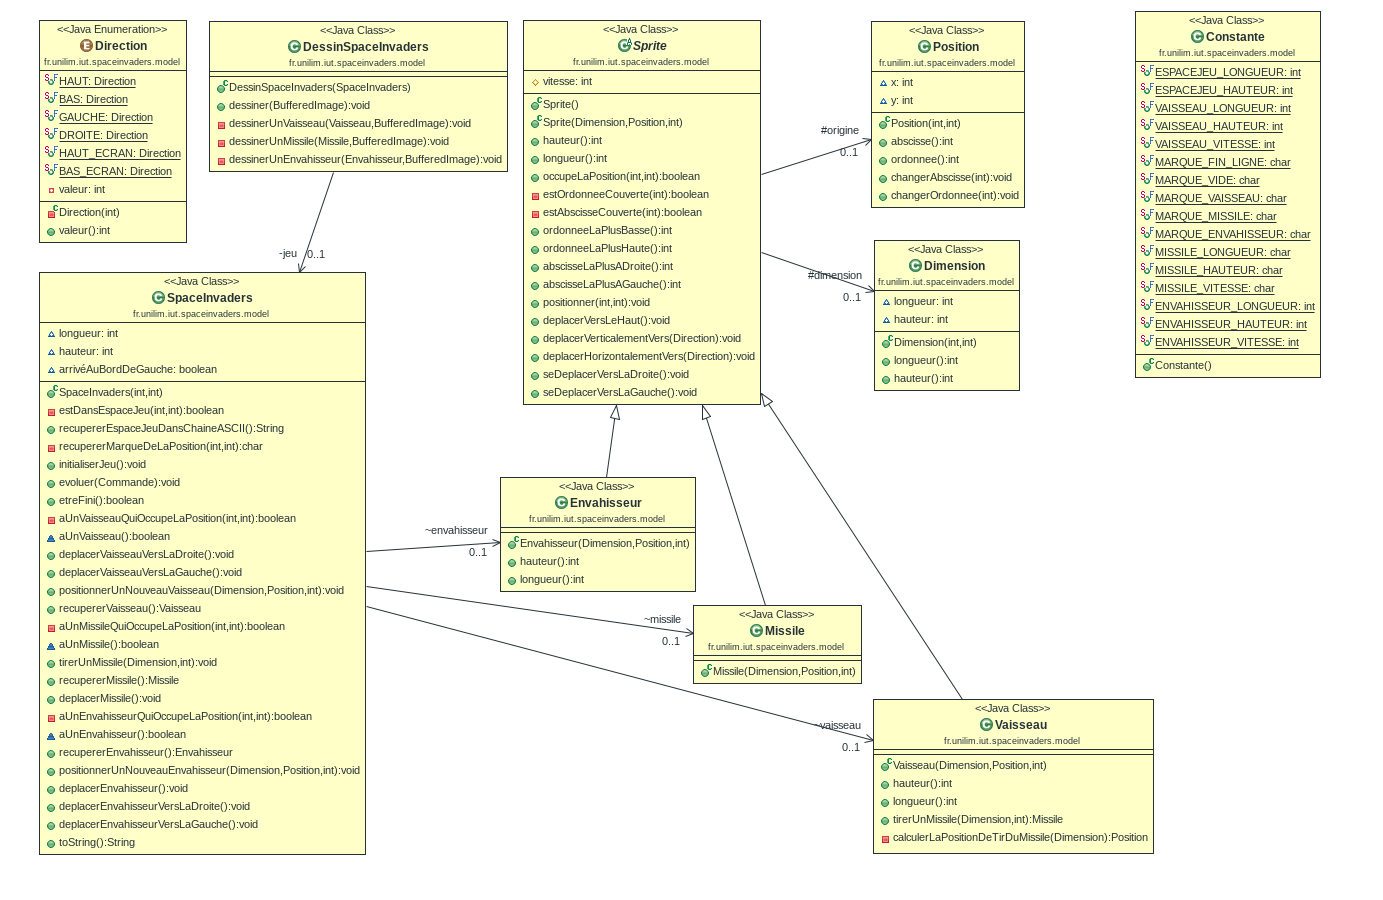 <<Java Enumeration>>
Direction
fr.unilim.iut.spaceinvaders.model
HAUT: Direction
BAS: Direction
GAUCHE: Direction
DROITE: Direction
HAUT_ECRAN: Direction
BAS_ECRAN: Direction
valeur: int
Direction(int)
valeur():int
<<Java Class>>
DessinSpaceInvaders
fr.unilim.iut.spaceinvaders.model
DessinSpaceInvaders(SpaceInvaders)
dessiner(BufferedImage):void
dessinerUnVaisseau(Vaisseau,BufferedImage):void
dessinerUnMissile(Missile,BufferedImage):void
dessinerUnEnvahisseur(Envahisseur,BufferedImage):void
-jeu
0..1
<<Java Class>>
Sprite
fr.unilim.iut.spaceinvaders.model
vitesse: int
Sprite()
Sprite(Dimension,Position,int)
hauteur():int
longueur():int
occupeLaPosition(int,int):boolean
estOrdonneeCouverte(int):boolean
estAbscisseCouverte(int):boolean
ordonneeLaPlusBasse():int
ordonneeLaPlusHaute():int
abscisseLaPlusADroite():int
abscisseLaPlusAGauche():int
positionner(int,int):void
deplacerVersLeHaut():void
deplacerVerticalementVers(Direction):void
deplacerHorizontalementVers(Direction):void
seDeplacerVersLaDroite():void
seDeplacerVersLaGauche():void
#origine
0..1
<<Java Class>>
Position
fr.unilim.iut.spaceinvaders.model
x: int
y: int
Position(int,int)
abscisse():int
ordonnee():int
changerAbscisse(int):void
changerOrdonnee(int):void
#dimension
0..1
<<Java Class>>
Dimension
fr.unilim.iut.spaceinvaders.model
longueur: int
hauteur: int
Dimension(int,int)
longueur():int
hauteur():int
<<Java Class>>
Constante
fr.unilim.iut.spaceinvaders.model
ESPACEJEU_LONGUEUR: int
ESPACEJEU_HAUTEUR: int
VAISSEAU_LONGUEUR: int
VAISSEAU_HAUTEUR: int
VAISSEAU_VITESSE: int
MARQUE_FIN_LIGNE: char
MARQUE_VIDE: char
MARQUE_VAISSEAU: char
MARQUE_MISSILE: char
MARQUE_ENVAHISSEUR: char
MISSILE_LONGUEUR: char
MISSILE_HAUTEUR: char
MISSILE_VITESSE: char
ENVAHISSEUR_LONGUEUR: int
ENVAHISSEUR_HAUTEUR: int
ENVAHISSEUR_VITESSE: int
Constante()
<<Java Class>>
SpaceInvaders
fr.unilim.iut.spaceinvaders.model
longueur: int
hauteur: int
arrivéAuBordDeGauche: boolean
SpaceInvaders(int,int)
estDansEspaceJeu(int,int):boolean
recupererEspaceJeuDansChaineASCII():String
recupererMarqueDeLaPosition(int,int):char
initialiserJeu():void
evoluer(Commande):void
etreFini():boolean
aUnVaisseauQuiOccupeLaPosition(int,int):boolean
aUnVaisseau():boolean
deplacerVaisseauVersLaDroite():void
deplacerVaisseauVersLaGauche():void
positionnerUnNouveauVaisseau(Dimension,Position,int):void
recupererVaisseau():Vaisseau
aUnMissileQuiOccupeLaPosition(int,int):boolean
aUnMissile():boolean
tirerUnMissile(Dimension,int):void
recupererMissile():Missile
deplacerMissile():void
aUnEnvahisseurQuiOccupeLaPosition(int,int):boolean
aUnEnvahisseur():boolean
recupererEnvahisseur():Envahisseur
positionnerUnNouveauEnvahisseur(Dimension,Position,int):void
deplacerEnvahisseur():void
deplacerEnvahisseurVersLaDroite():void
deplacerEnvahisseurVersLaGauche():void
toString():String
~envahisseur
0..1
<<Java Class>>
Envahisseur
fr.unilim.iut.spaceinvaders.model
Envahisseur(Dimension,Position,int)
hauteur():int
longueur():int
~missile
0..1
<<Java Class>>
Missile
fr.unilim.iut.spaceinvaders.model
Missile(Dimension,Position,int)
~vaisseau
0..1
<<Java Class>>
Vaisseau
fr.unilim.iut.spaceinvaders.model
Vaisseau(Dimension,Position,int)
hauteur():int
longueur():int
tirerUnMissile(Dimension,int):Missile
calculerLaPositionDeTirDuMissile(Dimension):Position